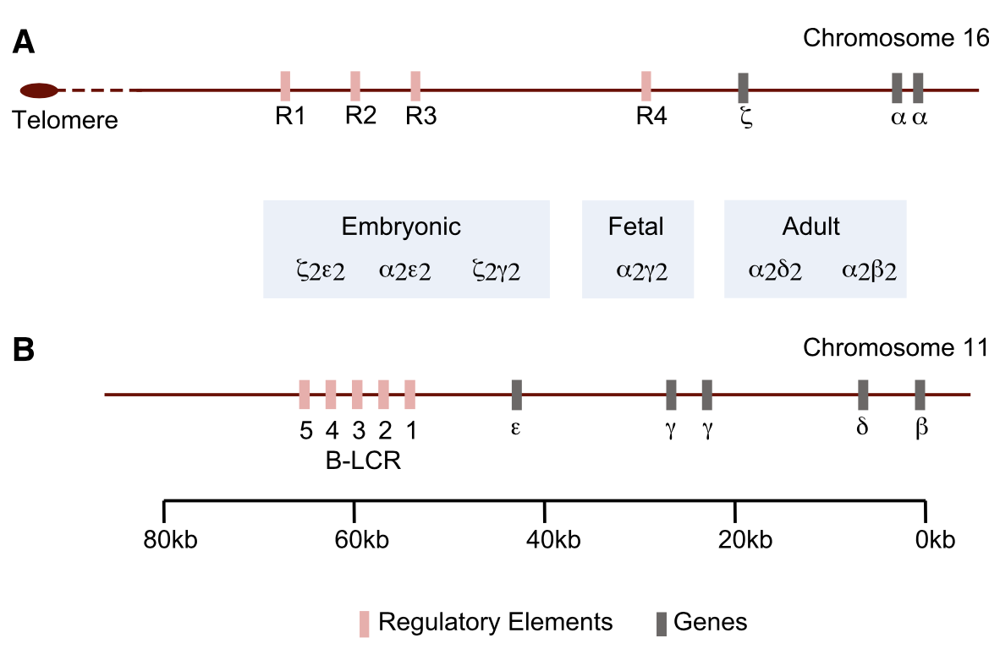 A
Chromosome 16
Telomere
R1 R2 R3 R4 ζ α α
Embryonic Fetal Adult
ζ2ε2 α2ε2 ζ2γ2 α2γ2 α2δ2 α2β2
B
Chromosome 11
5 4 3 2 1 ε γ γ δ β
B-LCR
80kb 60kb 40kb 20kb 0kb
Regulatory Elements Genes